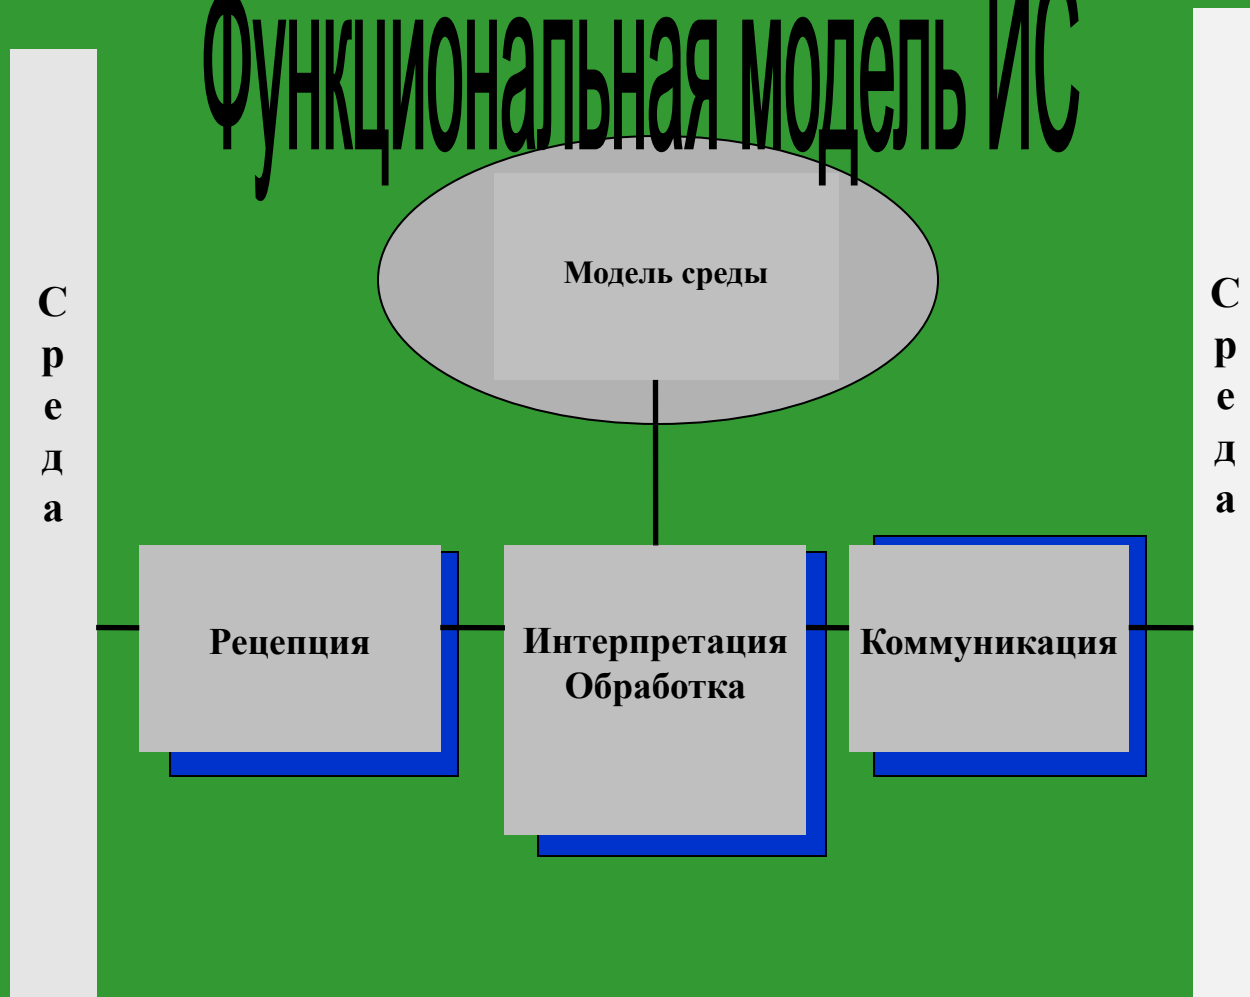 Функциональная модель ИС
Модель среды
С
р
е
д
а
С
р
е
д
а
Рецепция
Интерпретация
Обработка
Коммуникация